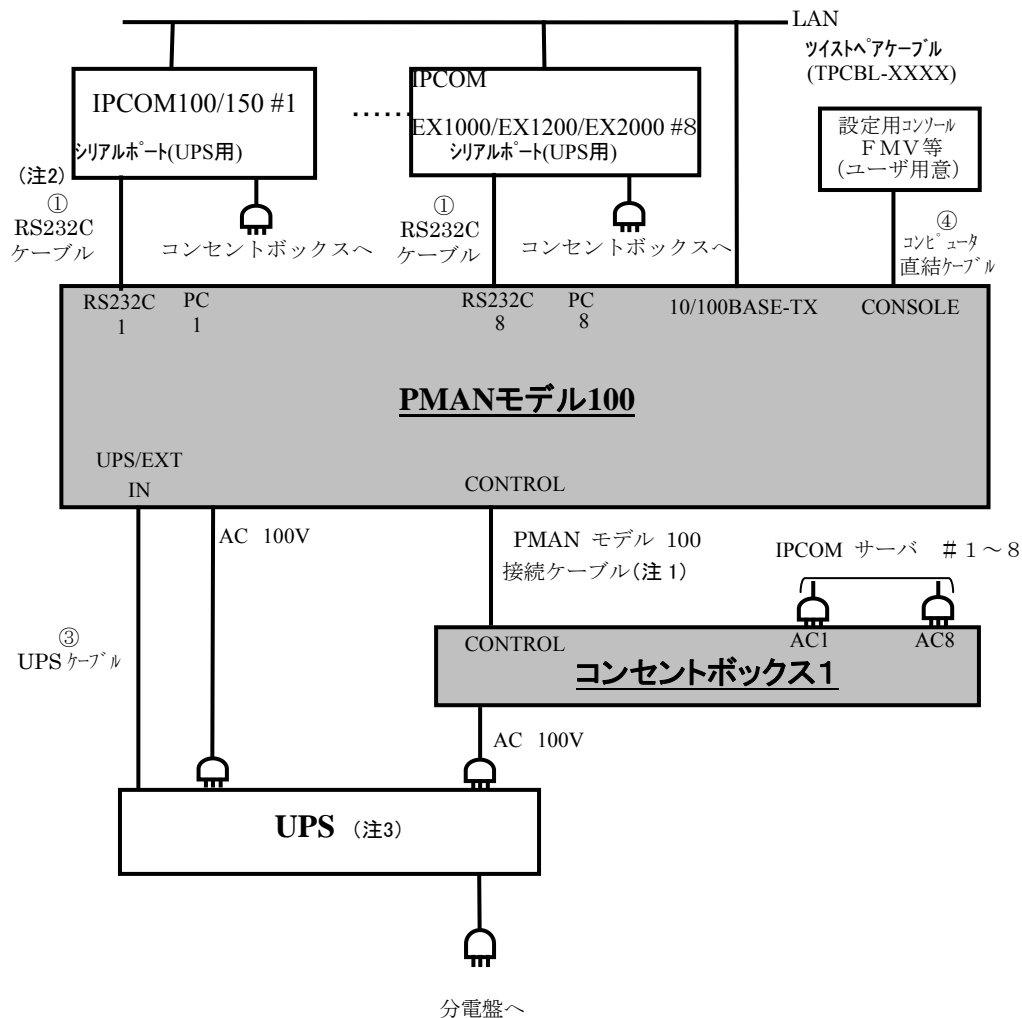 LAN
ツイストペアケーブル
(TPCBL-XXXX)
IPCOM100/150 #1
シリアルポート(UPS用)
……
IPCOM
EX1000/EX1200/EX2000 #8
シリアルポート(UPS用)
設定用コンソール
ＦＭＶ等
(ユーザ用意)
(注2)
①
RS232C
ケーブル
コンセントボックスへ
①
RS232C
ケーブル
コンセントボックスへ
④
コンピュータ
直結ケーブル
RS232C
1
PC
1
RS232C
8
PC
8
10/100BASE-TX
CONSOLE
PMANモデル100
UPS/EXT
IN
CONTROL
AC 100V
PMAN モデル 100
接続ケーブル(注 1)
IPCOM サーバ ＃１～８
③
UPS ケーブル
CONTROL
AC1
AC8
コンセントボックス1
AC 100V
UPS (注3)
分電盤へ